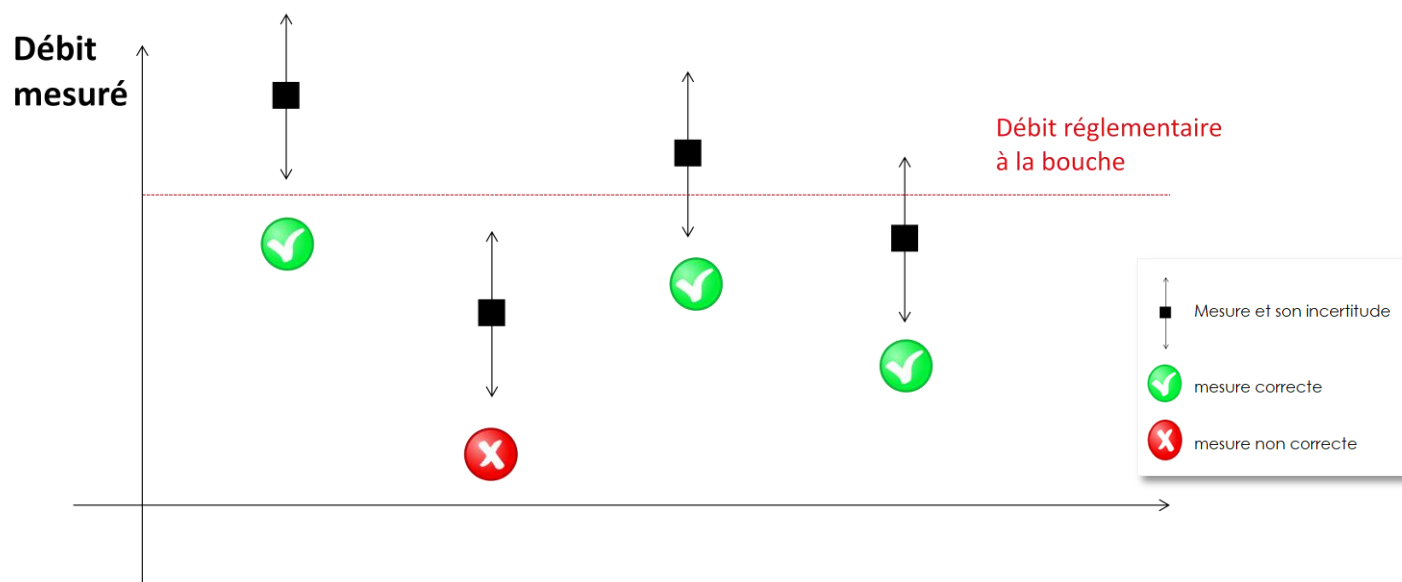 Débit
mesuré
Débit réglementaire
à la bouche
Mesure et son incertitude
mesure correcte
mesure non correcte